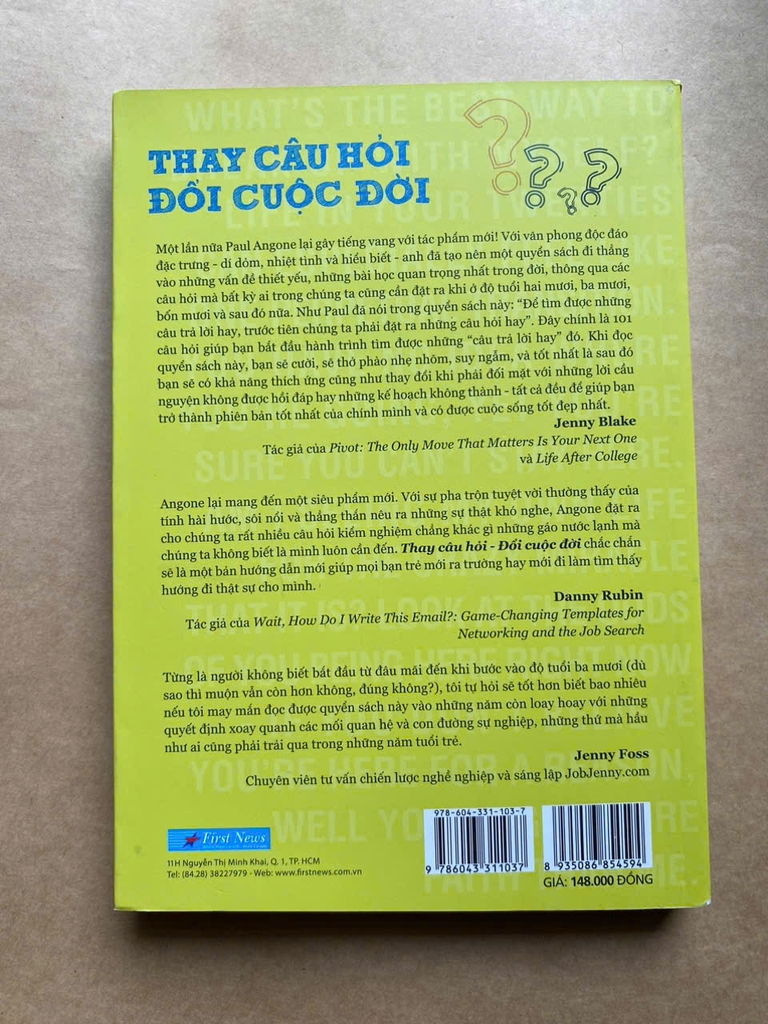 THAY CÂU HỎI
ĐỔI CUỘC ĐỜI
Một lần nữa Paul Angone lại gây tiếng vang với tác phẩm mới! Với văn phong độc đáo
đặc trưng - dí dỏm, nhiệt tình và hiểu biết - anh đã tạo nên một quyển sách đi thẳng
vào những vấn đề thiết yếu, những bài học quan trọng nhất trong đời, thông qua các
câu hỏi mà bất kỳ ai trong chúng ta cũng cần đặt ra khi ở độ tuổi hai mươi, ba mươi,
bốn mươi và sau đó nữa. Như Paul đã nói trong quyển sách này: “Để tìm được những
câu trả lời hay, trước tiên chúng ta phải đặt ra những câu hỏi hay”. Đây chính là 101
câu hỏi giúp bạn bắt đầu hành trình tìm được những “câu trả lời hay” đó. Khi đọc
quyển sách này, bạn sẽ cười, sẽ thở phào nhẹ nhõm, suy ngẫm, và tốt nhất là sau đó
bạn sẽ có khả năng thích ứng cũng như thay đổi khi phải đối mặt với những lời cầu
nguyện không được hồi đáp hay những kế hoạch không thành - tất cả đều để giúp bạn
trở thành phiên bản tốt nhất của chính mình và có được cuộc sống tốt đẹp nhất.
Jenny Blake
Tác giả của Pivot: The Only Move That Matters Is Your Next One
và Life After College
Angone lại mang đến một siêu phẩm mới. Với sự pha trộn tuyệt vời thường thấy của
tính hài hước, sôi nổi và thẳng thắn nêu ra những sự thật khó nghe, Angone đặt ra
cho chúng ta rất nhiều câu hỏi kiểm nghiệm chẳng khác gì những gáo nước lạnh mà
chúng ta không biết là mình luôn cần đến. Thay câu hỏi - Đổi cuộc đời chắc chắn
sẽ là một bản hướng dẫn mới giúp mọi bạn trẻ mới ra trường hay mới đi làm tìm thấy
hướng đi thật sự cho mình.
Danny Rubin
Tác giả của Wait, How Do I Write This Email?: Game-Changing Templates for
Networking and the Job Search
Từng là người không biết bắt đầu từ đâu mãi đến khi bước vào độ tuổi ba mươi (dù
sao thì muộn vẫn còn hơn không, đúng không?), tôi tự hỏi sẽ tốt hơn biết bao nhiêu
nếu tôi may mắn đọc được quyển sách này vào những năm còn loay hoay với những
quyết định xoay quanh các mối quan hệ và con đường sự nghiệp, những thứ mà hầu
như ai cũng phải trải qua trong những năm tuổi trẻ.
Jenny Foss
Chuyên viên tư vấn chiến lược nghề nghiệp và sáng lập JobJenny.com
First News
11H Nguyễn Thị Minh Khai, Q. 1, TP. HCM
Tel: (84.28) 38227979 - Web: www.firstnews.com.vn
978-604-331-103-7
9 786043 311037
8 935086 854594
GIÁ: 148.000 ĐỒNG